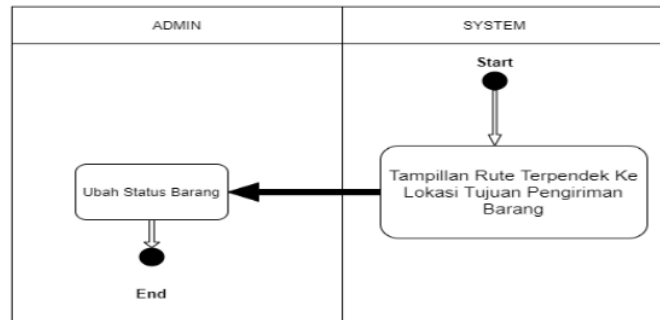 ADMIN
SYSTEM
Start
Tampillan Rute Terpendek Ke
Lokasi Tujuan Pengiriman
Barang
Ubah Status Barang
End